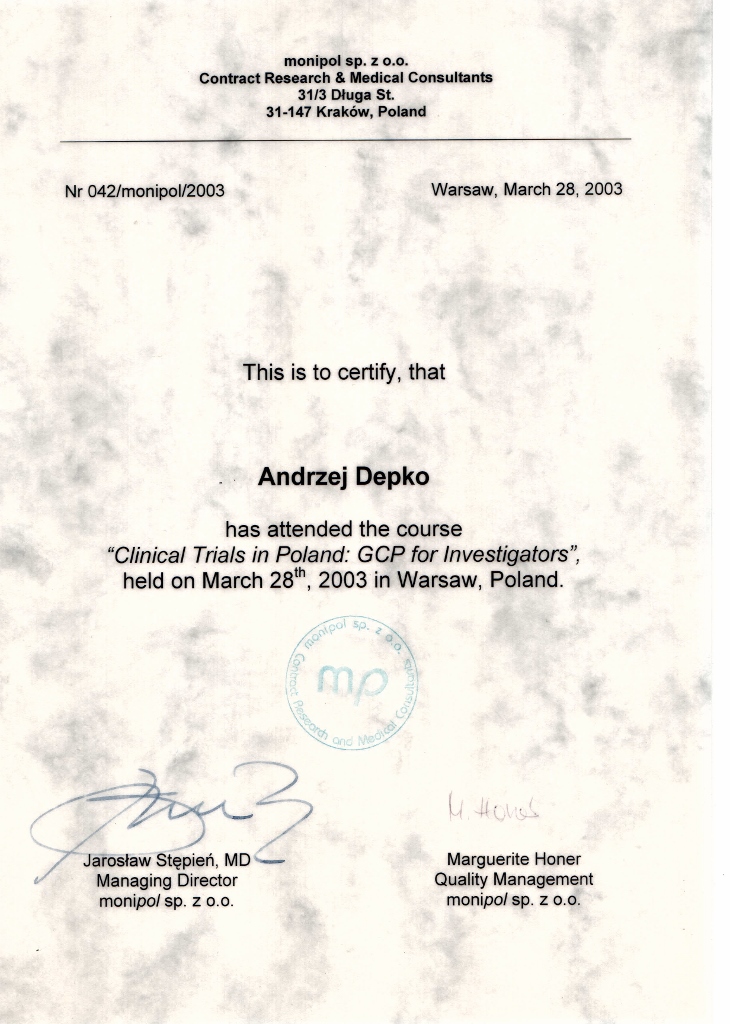 monipol sp. z o.o.
Contract Research & Medical Consultants
31/3 Długa St.
31-147 Kraków, Poland
Nr 042/monipol/2003
Warsaw, March 28, 2003
This is to certify, that
Andrzej Depko
has attended the course
“Clinical Trials in Poland: GCP for Investigators”,
held on March 28th, 2003 in Warsaw, Poland.
monipol sp. z o.o.
Contract Research and Medical Consultants
mp
Jarosław Stępień, MD
Managing Director
monipol sp. z o.o.
Marguerite Honer
Quality Management
monipol sp. z o.o.